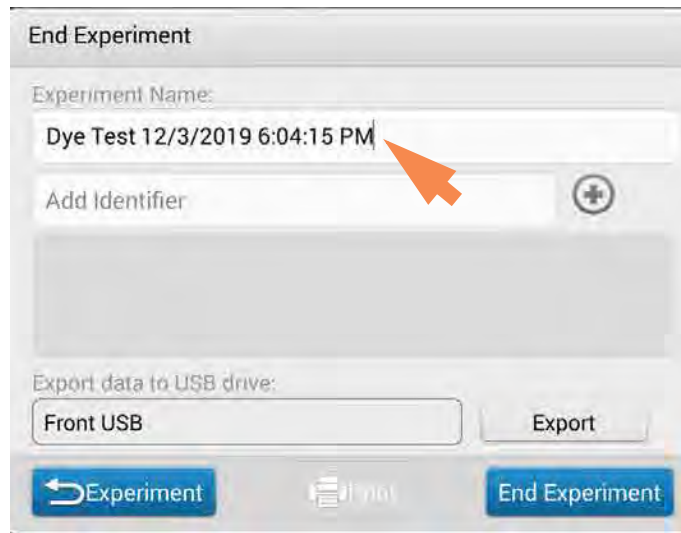 End Experiment
Experiment Name:
Dye Test 12/3/2019 6:04:15 PM
Add Identifier
Export data to USB drive:
Front USB
Export
Experiment
Print
End Experiment